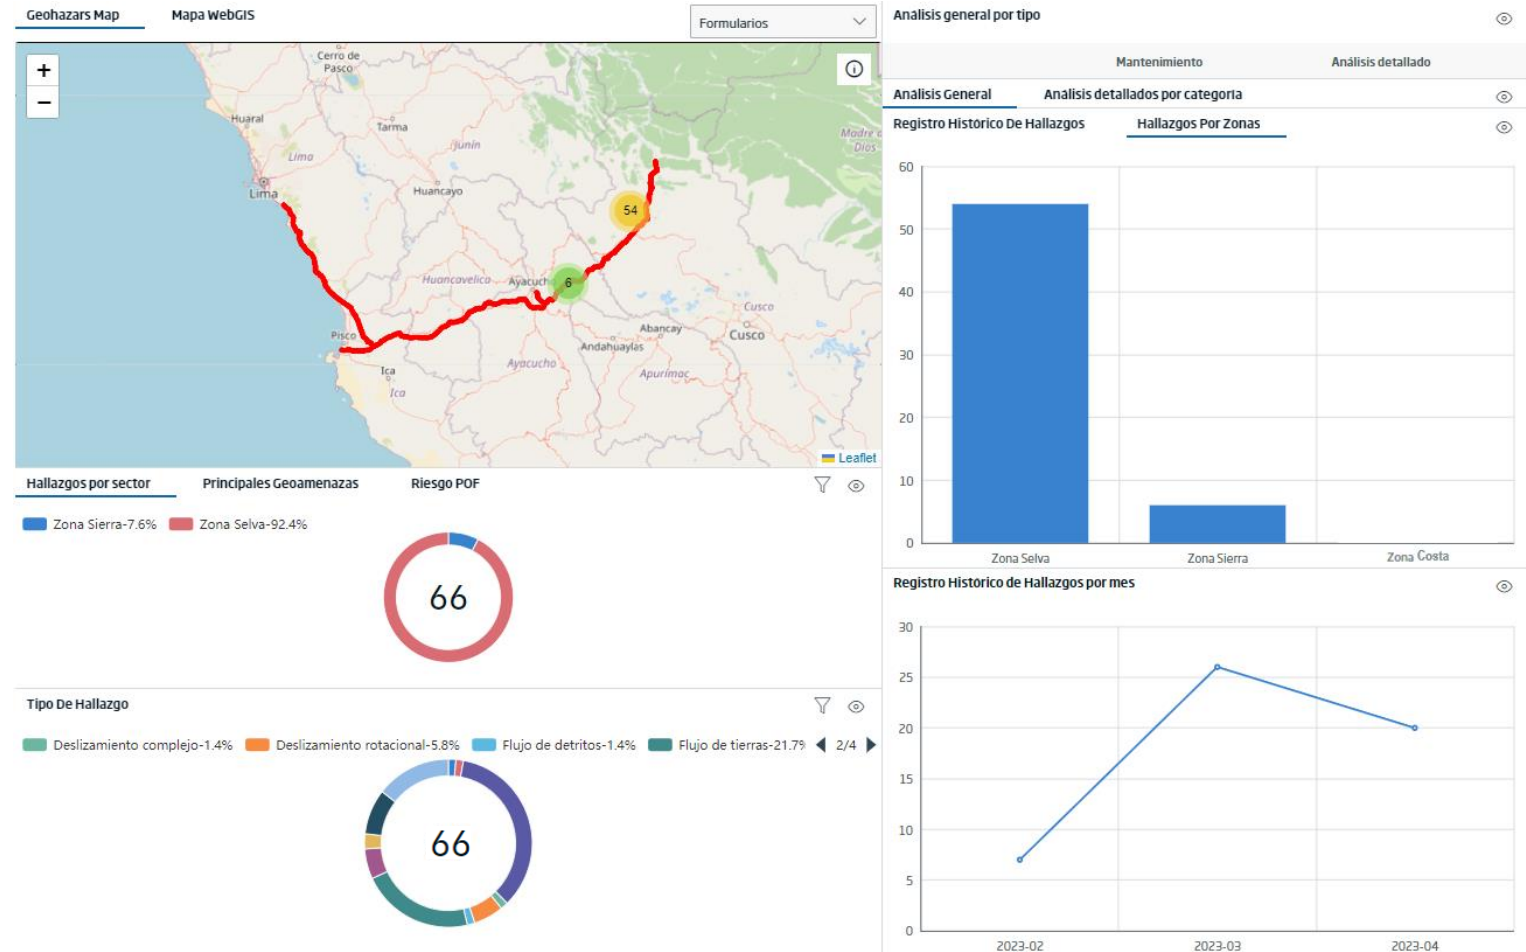 Geohazars Map
Mapa WebGIS
Formularios
+
−
Cerro de
Pasco
Huaral
Tarma
Junín
Lima
Lima
Huancayo
Madre d
Dios
54
Huancavelica
Ayacuch
6
Cusco
Cusco
Pisco
Abancay
Andahuaylas
Ayacucho
Apurímac
Ica
Ica
Leaflet
Hallazgos por sector
Principales Geoamenazas
Riesgo POF
Zona Sierra-7.6%
Zona Selva-92.4%
66
Tipo De Hallazgo
Deslizamiento complejo-1.4%
Deslizamiento rotacional-5.8%
Flujo de detritos-1.4%
Flujo de tierras-21.7%
2/4
66
Análisis general por tipo
Mantenimiento
Análisis detallado
Análisis General
Análisis detallados por categoria
Registro Histórico De Hallazgos
Hallazgos Por Zonas
60
50
40
30
20
10
0
Zona Selva
Zona Sierra
Zona Costa
Registro Histórico de Hallazgos por mes
30
25
20
15
10
5
0
2023-02
2023-03
2023-04